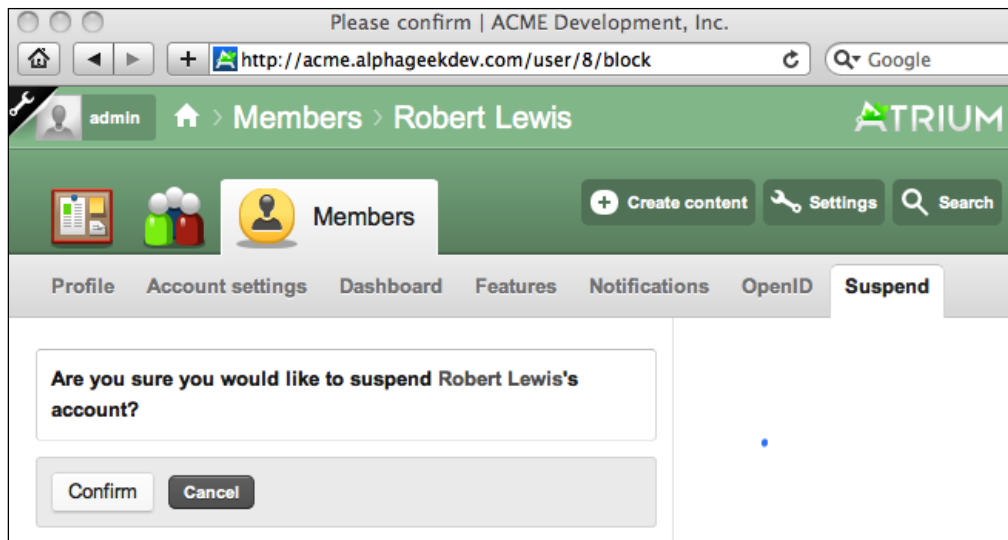 Please confirm | ACME Development, Inc.
http://acme.alphageekdev.com/user/8/block
Google
admin
Members > Robert Lewis
ATRIUM
Members
Create content
Settings
Search
Profile
Account settings
Dashboard
Features
Notifications
OpenID
Suspend
Are you sure you would like to suspend Robert Lewis's
account?
Confirm
Cancel